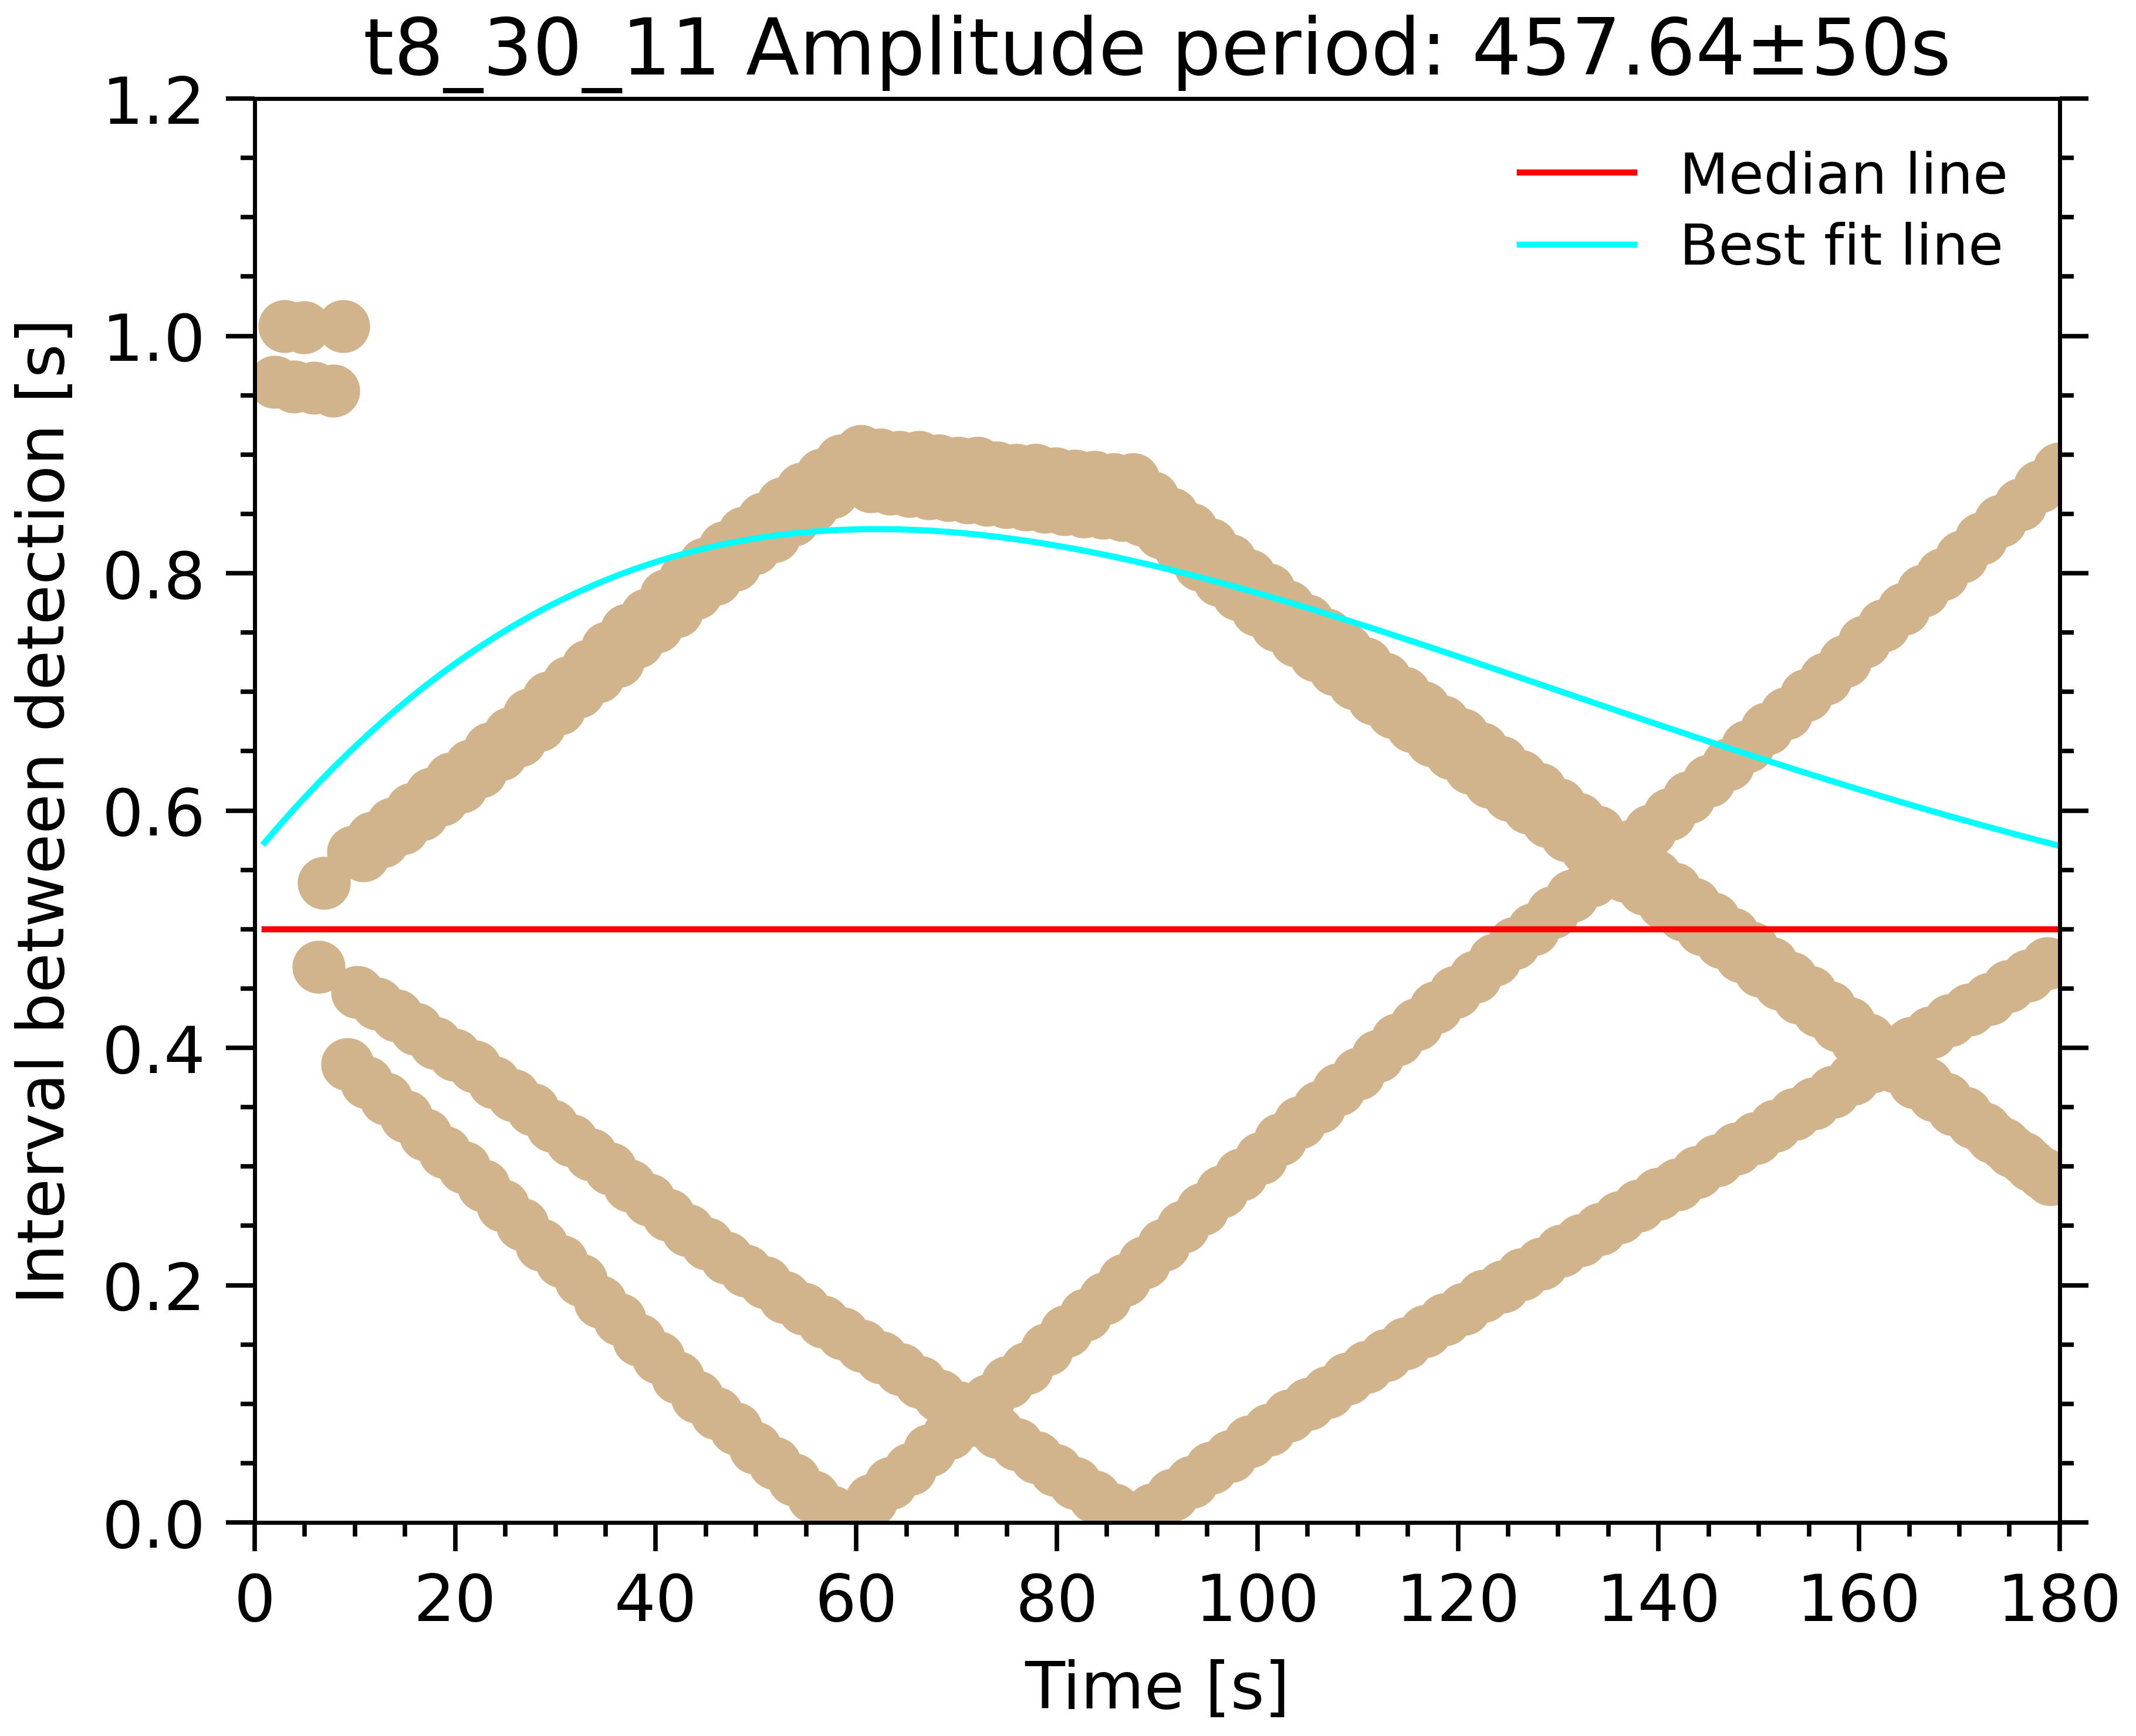 t8_30_11 Amplitude period: 457.64±50s
1.2
1.0
0.8
0.6
0.4
0.2
0.0
Interval between detection [s]
Median line
Best fit line
0 20 40 60 80 100 120 140 160 180
Time [s]